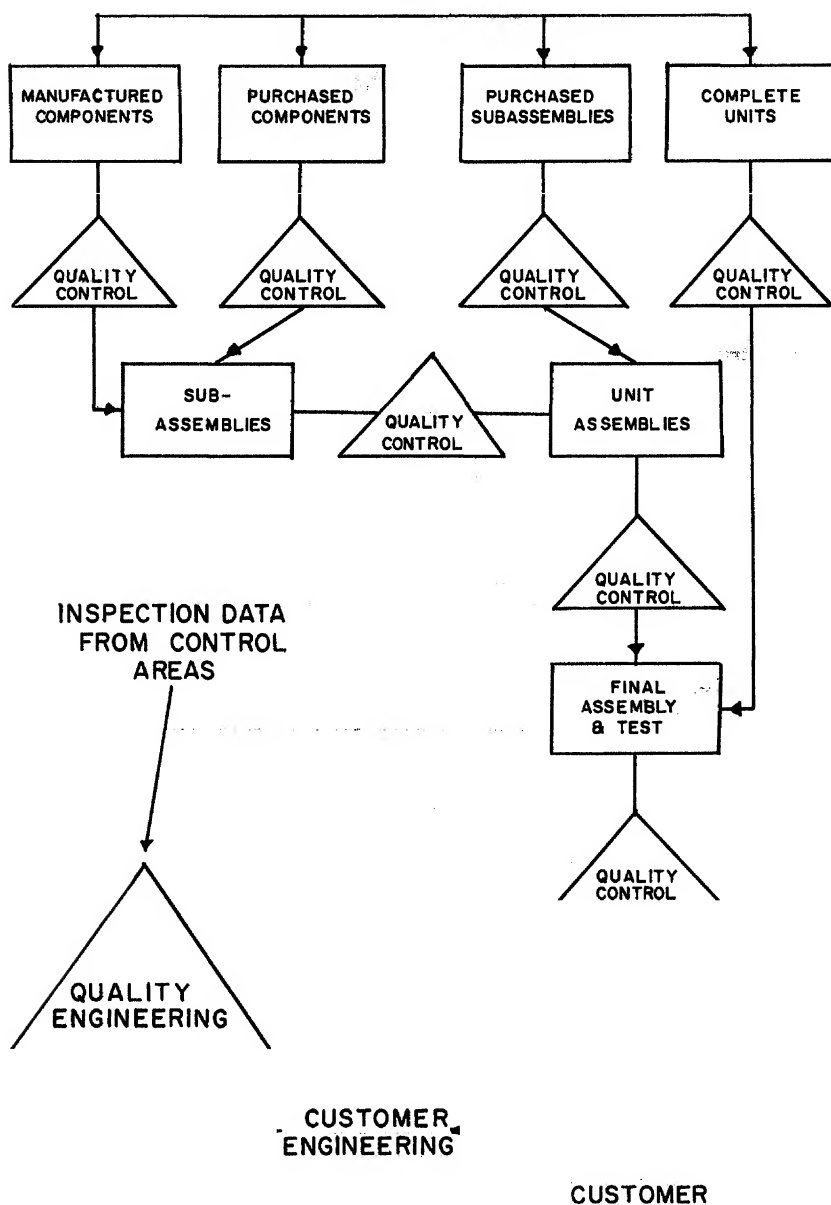 MANUFACTURED
COMPONENTS
PURCHASED
COMPONENTS
PURCHASED
SUBASSEMBLIES
COMPLETE
UNITS
QUALITY
CONTROL
QUALITY
CONTROL
QUALITY
CONTROL
QUALITY
CONTROL
SUB-
ASSEMBLIES
QUALITY
CONTROL
UNIT
ASSEMBLIES
QUALITY
CONTROL
INSPECTION DATA
FROM CONTROL
AREAS
FINAL
ASSEMBLY
& TEST
QUALITY
CONTROL
QUALITY
ENGINEERING
CUSTOMER
ENGINEERING
CUSTOMER